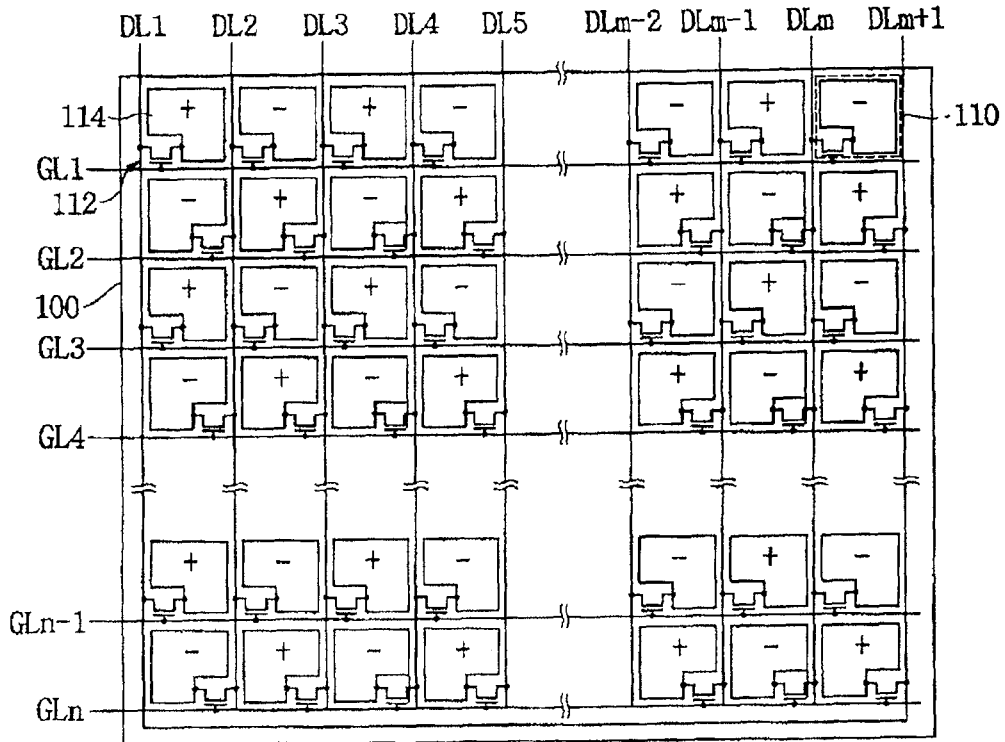 DL1 DL2 DL3 DL4 DL5 DLm-2 DLm-1 DLm DLm+1
114 + - + - - + - 110
GL1
112 - + - + + - +
GL2
100 + - + - - + -
GL3
- + - + + - +
GL4
+ - + - - + -
GLn-1
- + - + + - +
GLn